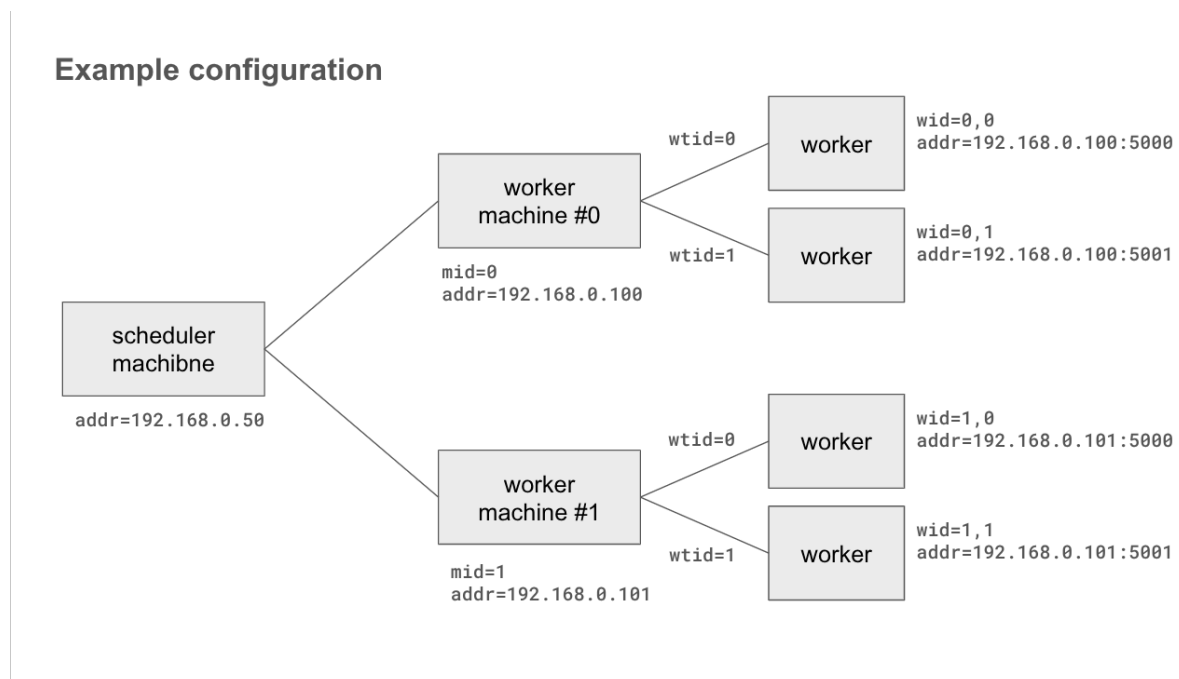 Example configuration
scheduler
machibne
addr=192.168.0.50
worker
machine #0
mid=0
addr=192.168.0.100
wtid=0
worker
wid=0,0
addr=192.168.0.100:5000
wtid=1
worker
wid=0,1
addr=192.168.0.100:5001
worker
machine #1
mid=1
addr=192.168.0.101
wtid=0
worker
wid=1,0
addr=192.168.0.101:5000
wtid=1
worker
wid=1,1
addr=192.168.0.101:5001